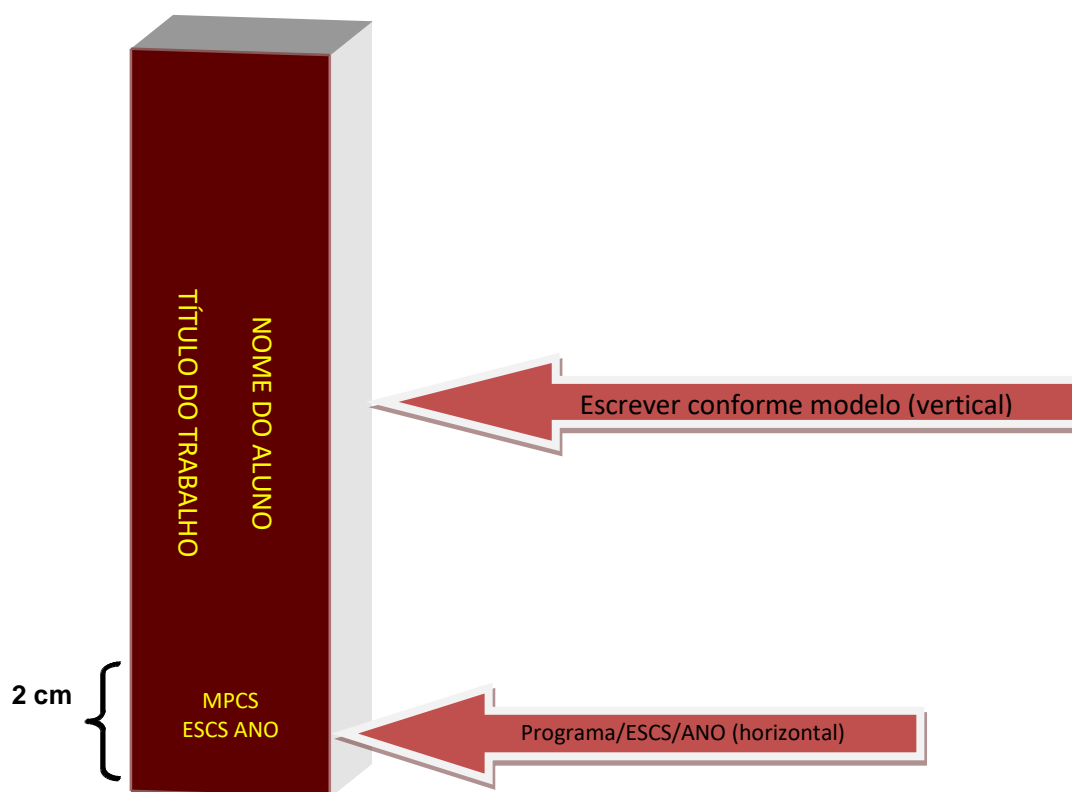 NOME DO ALUNO
TÍTULO DO TRABALHO
Escrever conforme modelo (vertical)
2 cm
MPCS
ESCS ANO
Programa/ESCS/ANO (horizontal)